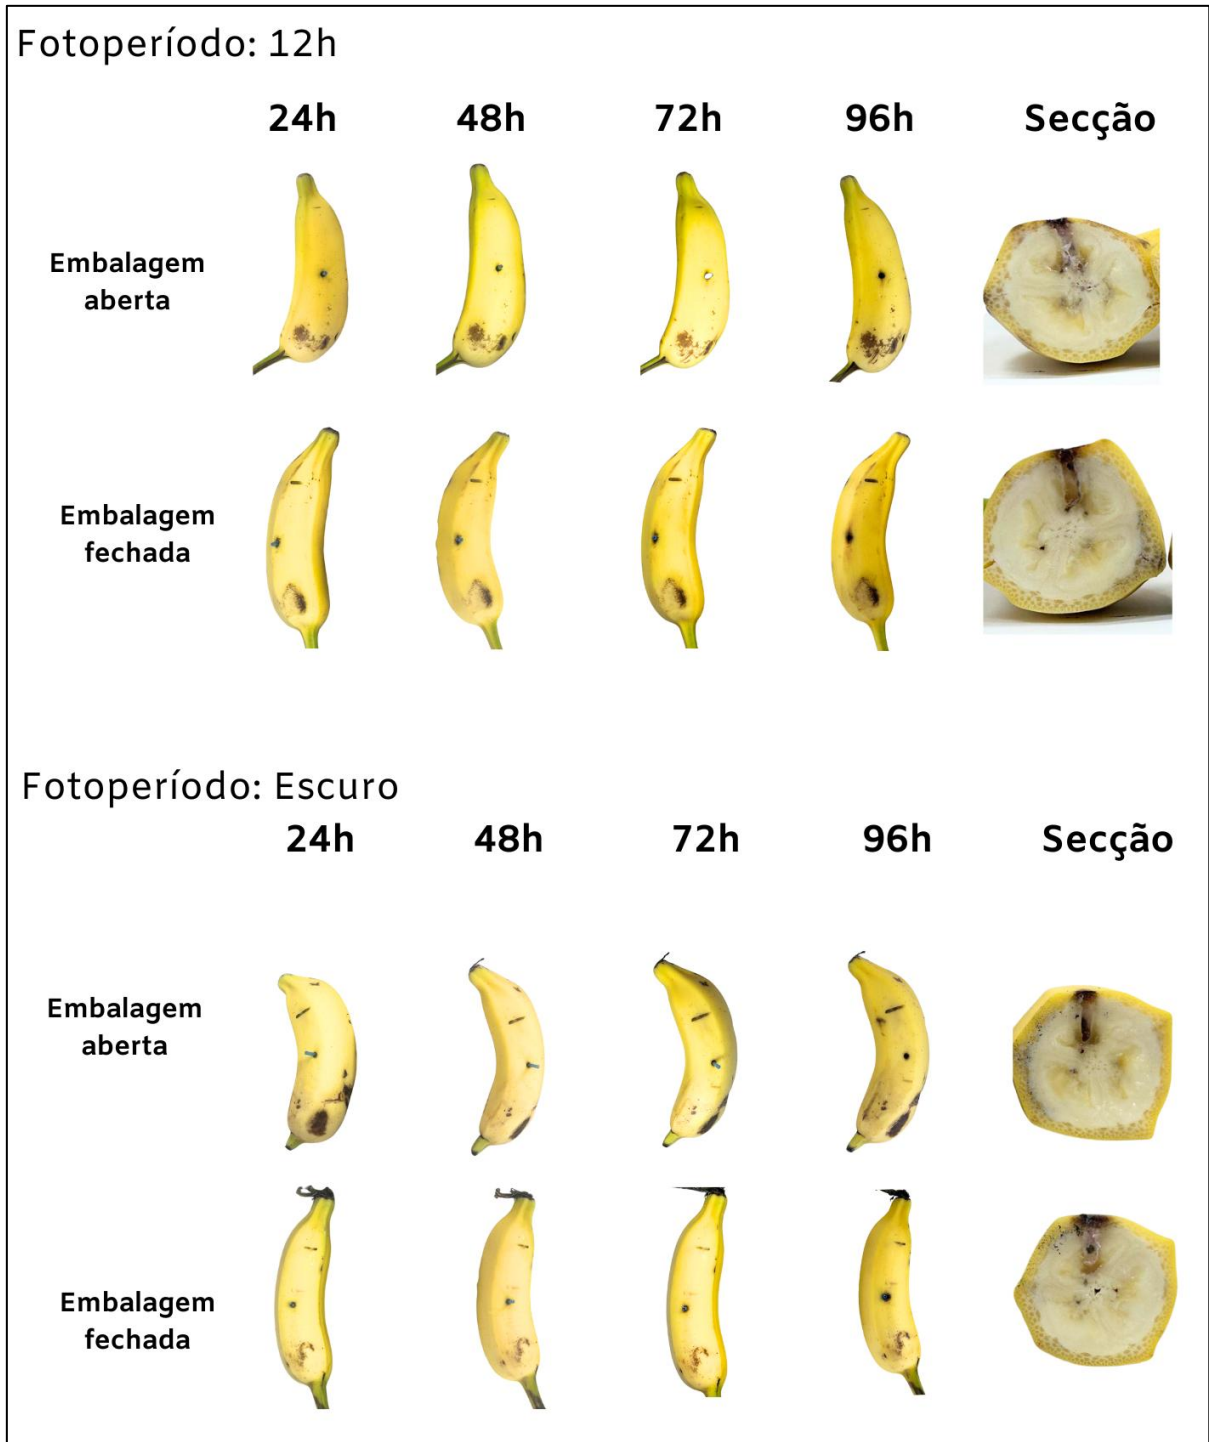 Fotoperíodo: 12h
24h 48h 72h 96h Secção
Embalagem
aberta
Embalagem
fechada
Fotoperíodo: Escuro
24h 48h 72h 96h Secção
Embalagem
aberta
Embalagem
fechada